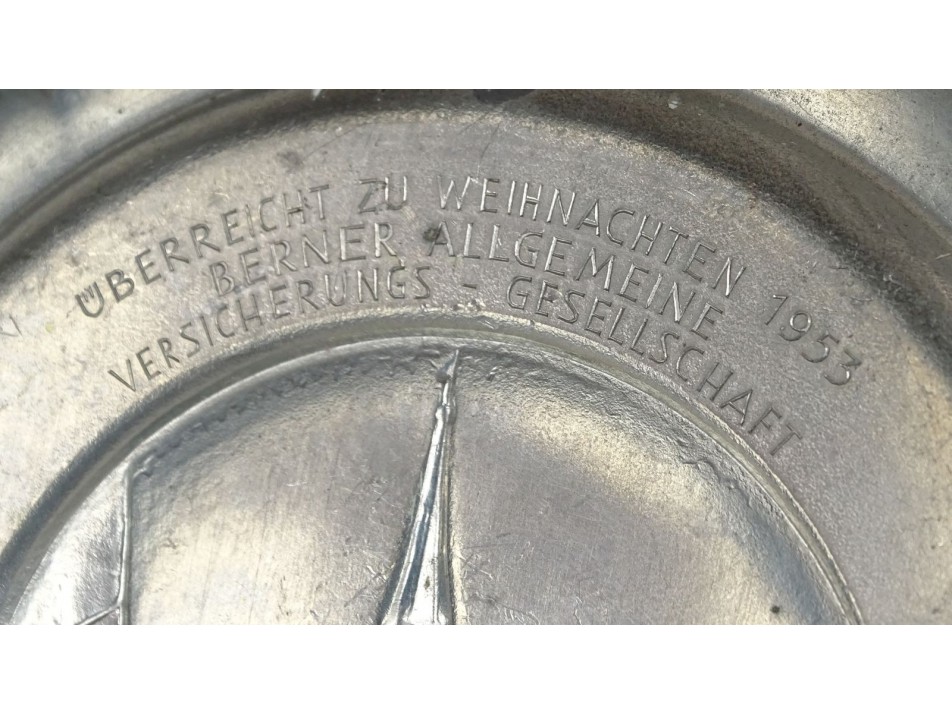 ÜBERREICHT ZU WEIHNACHTEN 1953
BERNER ALLGEMEINE
VERSICHERUNGS - GESELLSCHAFT